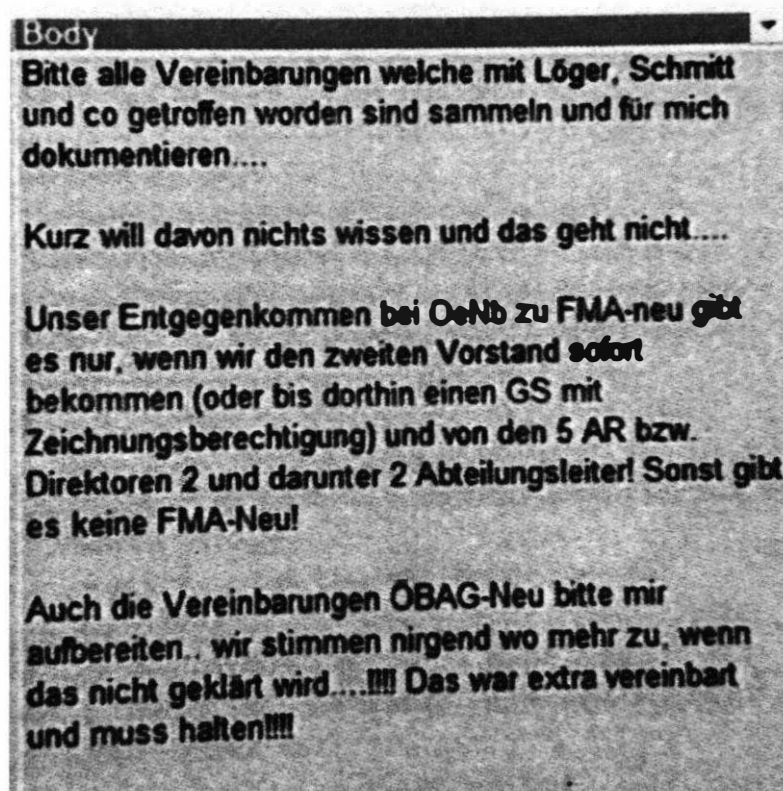 Body
Bitte alle Vereinbarungen welche mit Löger, Schmitt
und co getroffen worden sind sammeln und für mich
dokumentieren....
Kurz will davon nichts wissen und das geht nicht....
Unser Entgegenkommen bei OeNb zu FMA-neu gibt
es nur, wenn wir den zweiten Vorstand sofort
bekommen (oder bis dorthin einen GS mit
Zeichnungsberechtigung) und von den 5 AR bzw.
Direktoren 2 und darunter 2 Abteilungsleiter! Sonst gibt
es keine FMA-Neu!
Auch die Vereinbarungen ÖBAG-Neu bitte mir
aufbereiten.. wir stimmen nirgend wo mehr zu, wenn
das nicht geklärt wird....!!!! Das war extra vereinbart
und muss halten!!!!